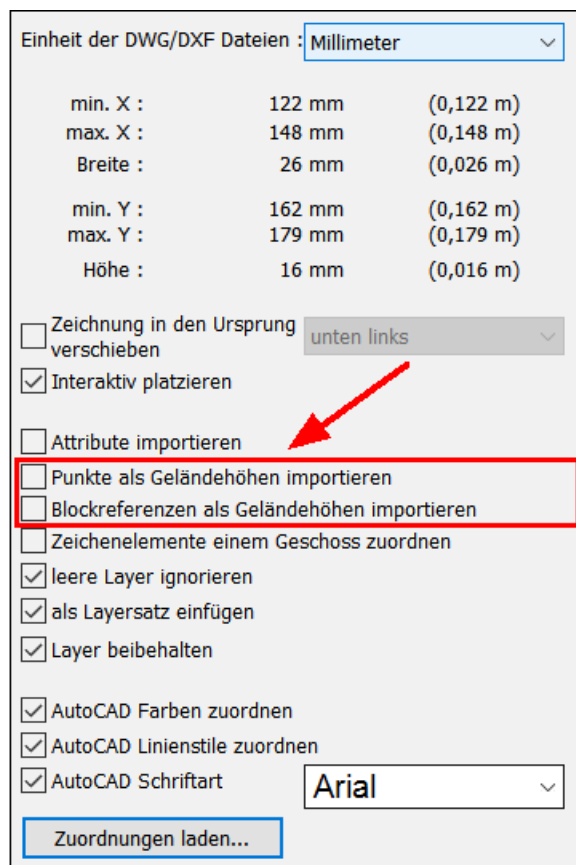 Einheit der DWG/DXF Dateien : Millimeter
min. X : 122 mm (0,122 m)
max. X : 148 mm (0,148 m)
Breite : 26 mm (0,026 m)
min. Y : 162 mm (0,162 m)
max. Y : 179 mm (0,179 m)
Höhe : 16 mm (0,016 m)
Zeichnung in den Ursprung
verschieben
unten links
Interaktiv platzieren
Attribute importieren
Punkte als Geländehöhen importieren
Blockreferenzen als Geländehöhen importieren
Zeichenelemente einem Geschoss zuordnen
leere Layer ignorieren
als Layersatz einfügen
Layer beibehalten
AutoCAD Farben zuordnen
AutoCAD Linienstile zuordnen
AutoCAD Schriftart Arial
Zuordnungen laden...